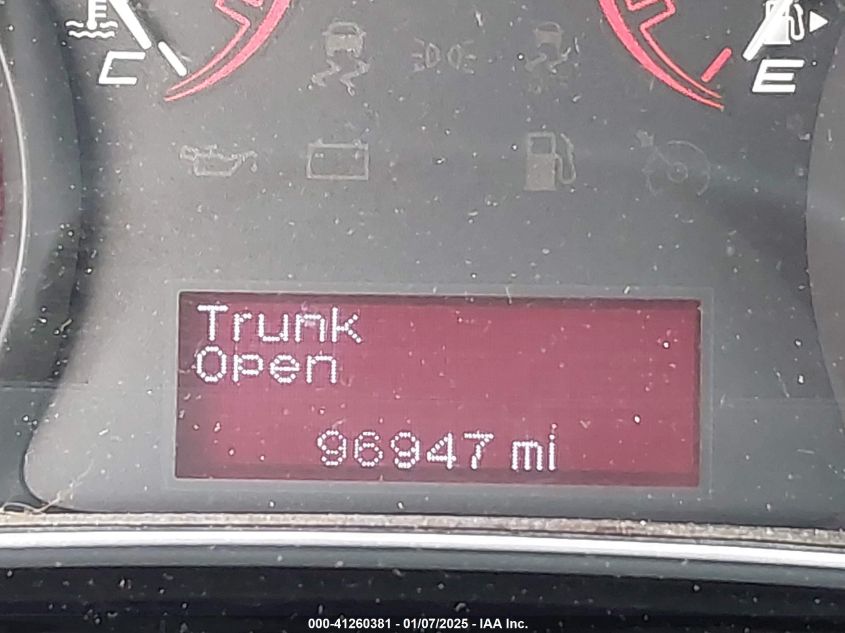 C
E
Trunk
Open
96947 mi
000-41260381 - 01/07/2025 - IAA Inc.